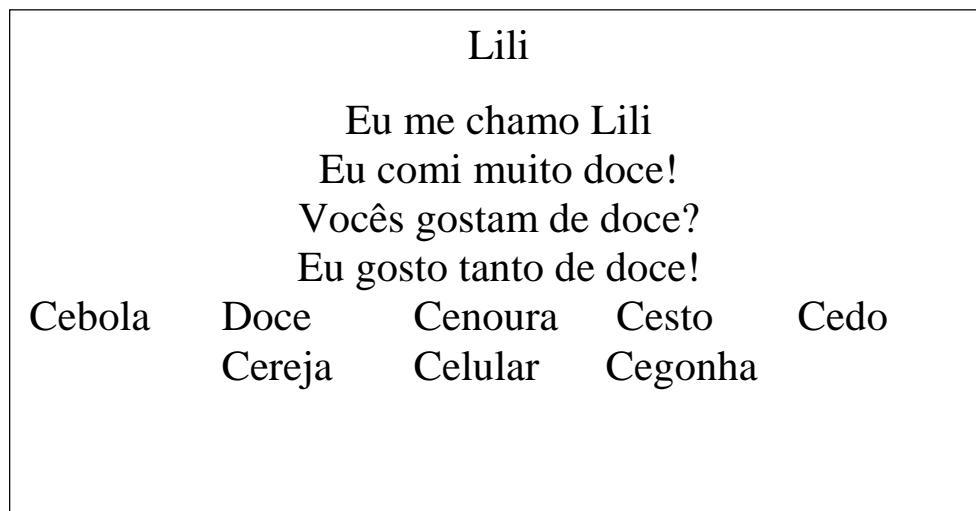 Lili
Eu me chamo Lili
Eu comi muito doce!
Vocês gostam de doce?
Eu gosto tanto de doce!
Cebola Doce Cenoura Cesto Cedo
Cereja Celular Cegonha